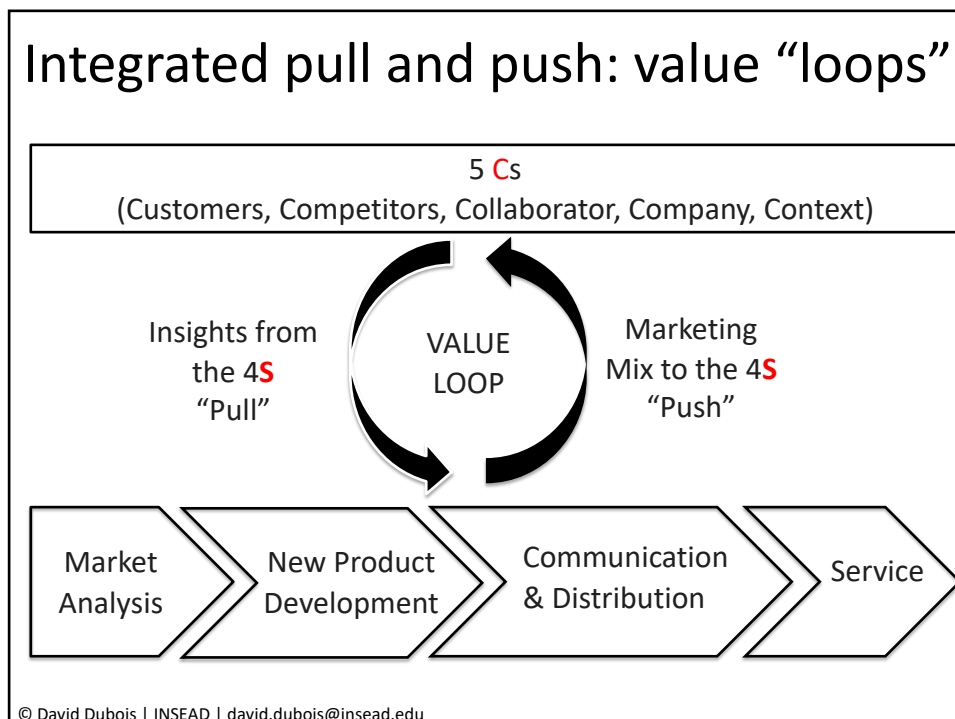 Integrated pull and push: value “loops”
5 Cs
(Customers, Competitors, Collaborator, Company, Context)
Insights from
the 4S
“Pull”
VALUE
LOOP
Marketing
Mix to the 4S
“Push”
Market
Analysis
New Product
Development
Communication
& Distribution
Service
© David Dubois | INSEAD | david.dubois@insead.edu